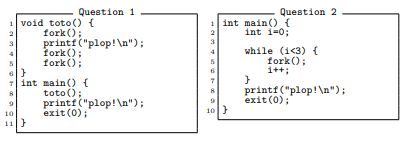 Question 1
1 void toto() {
2     fork();
3     printf("plop!\n");
4     fork();
5     fork();
6 }
7 int main() {
8     toto();
9     printf("plop!\n");
10     exit(0);
11 }
Question 2
1 int main() {
2     int i=0;
3
4     while (i<3) {
5         fork();
6         i++;
7     }
8     printf("plop!\n");
9     exit(0);
10 }